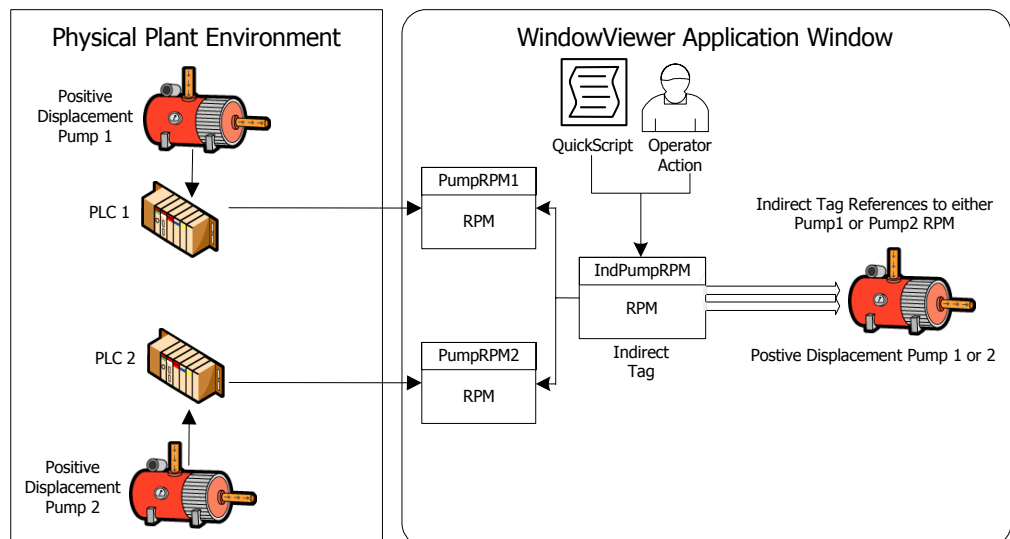 Physical Plant Environment
Positive
Displacement
Pump 1
PLC 1
PLC 2
Positive
Displacement
Pump 2
WindowViewer Application Window
QuickScript
Operator
Action
PumpRPM1
RPM
IndPumpRPM
RPM
Indirect
Tag
PumpRPM2
RPM
Indirect Tag References to either
Pump1 or Pump2 RPM
Postive Displacement Pump 1 or 2